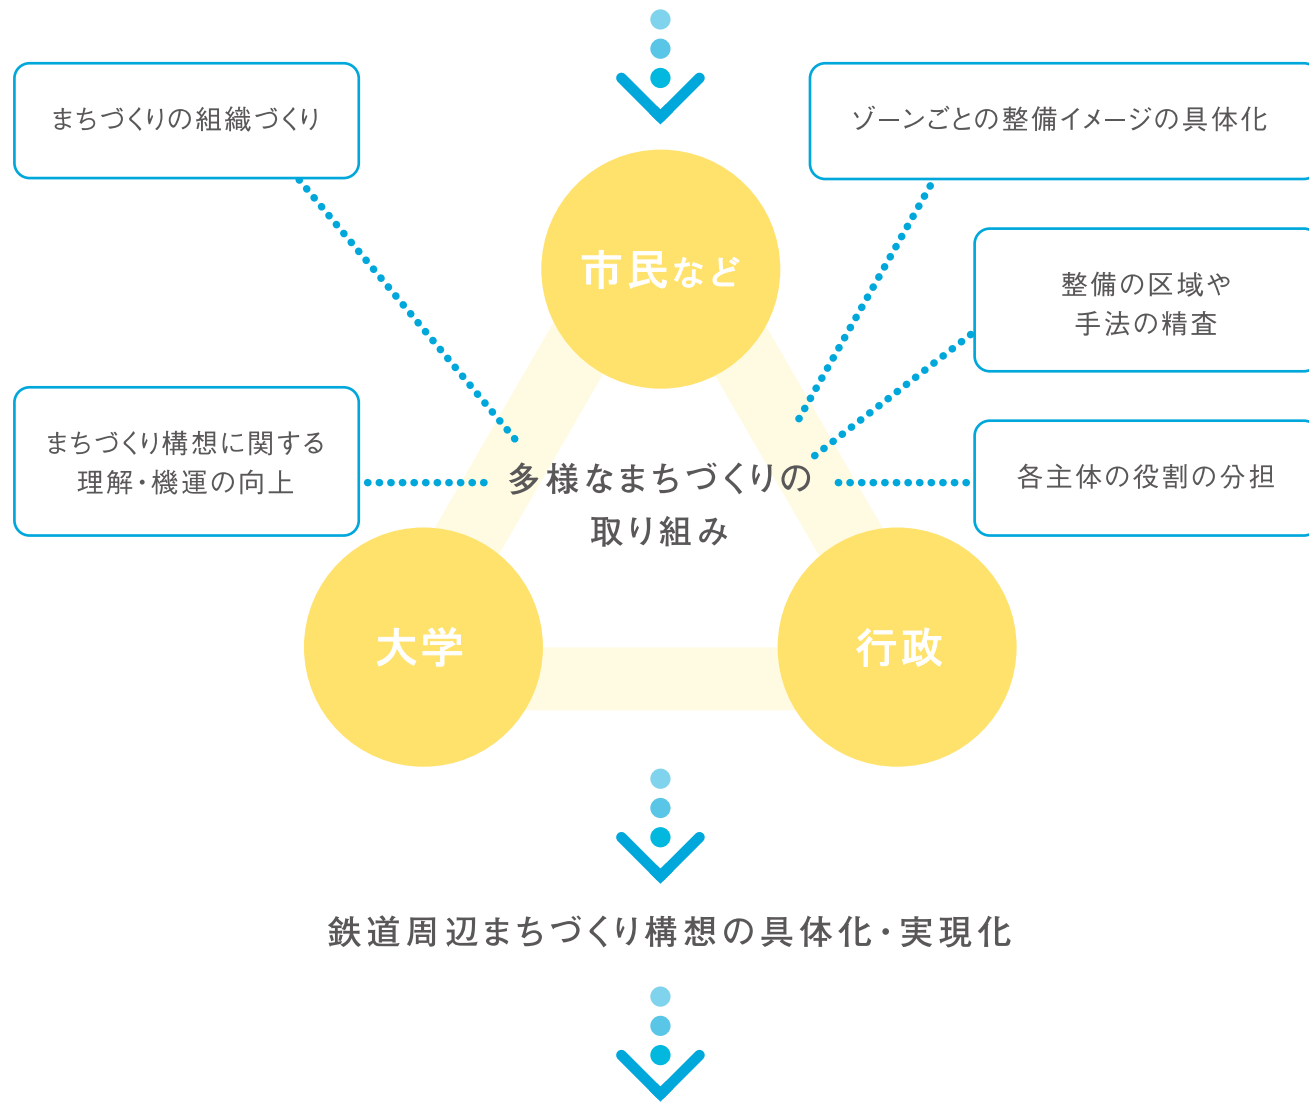 まちづくりの組織づくり
ゾーンごとの整備イメージの具体化
市民など
整備の区域や
手法の精査
まちづくり構想に関する
理解・機運の向上
多様なまちづくりの
取り組み
各主体の役割の分担
大学
行政
鉄道周辺まちづくり構想の具体化・実現化